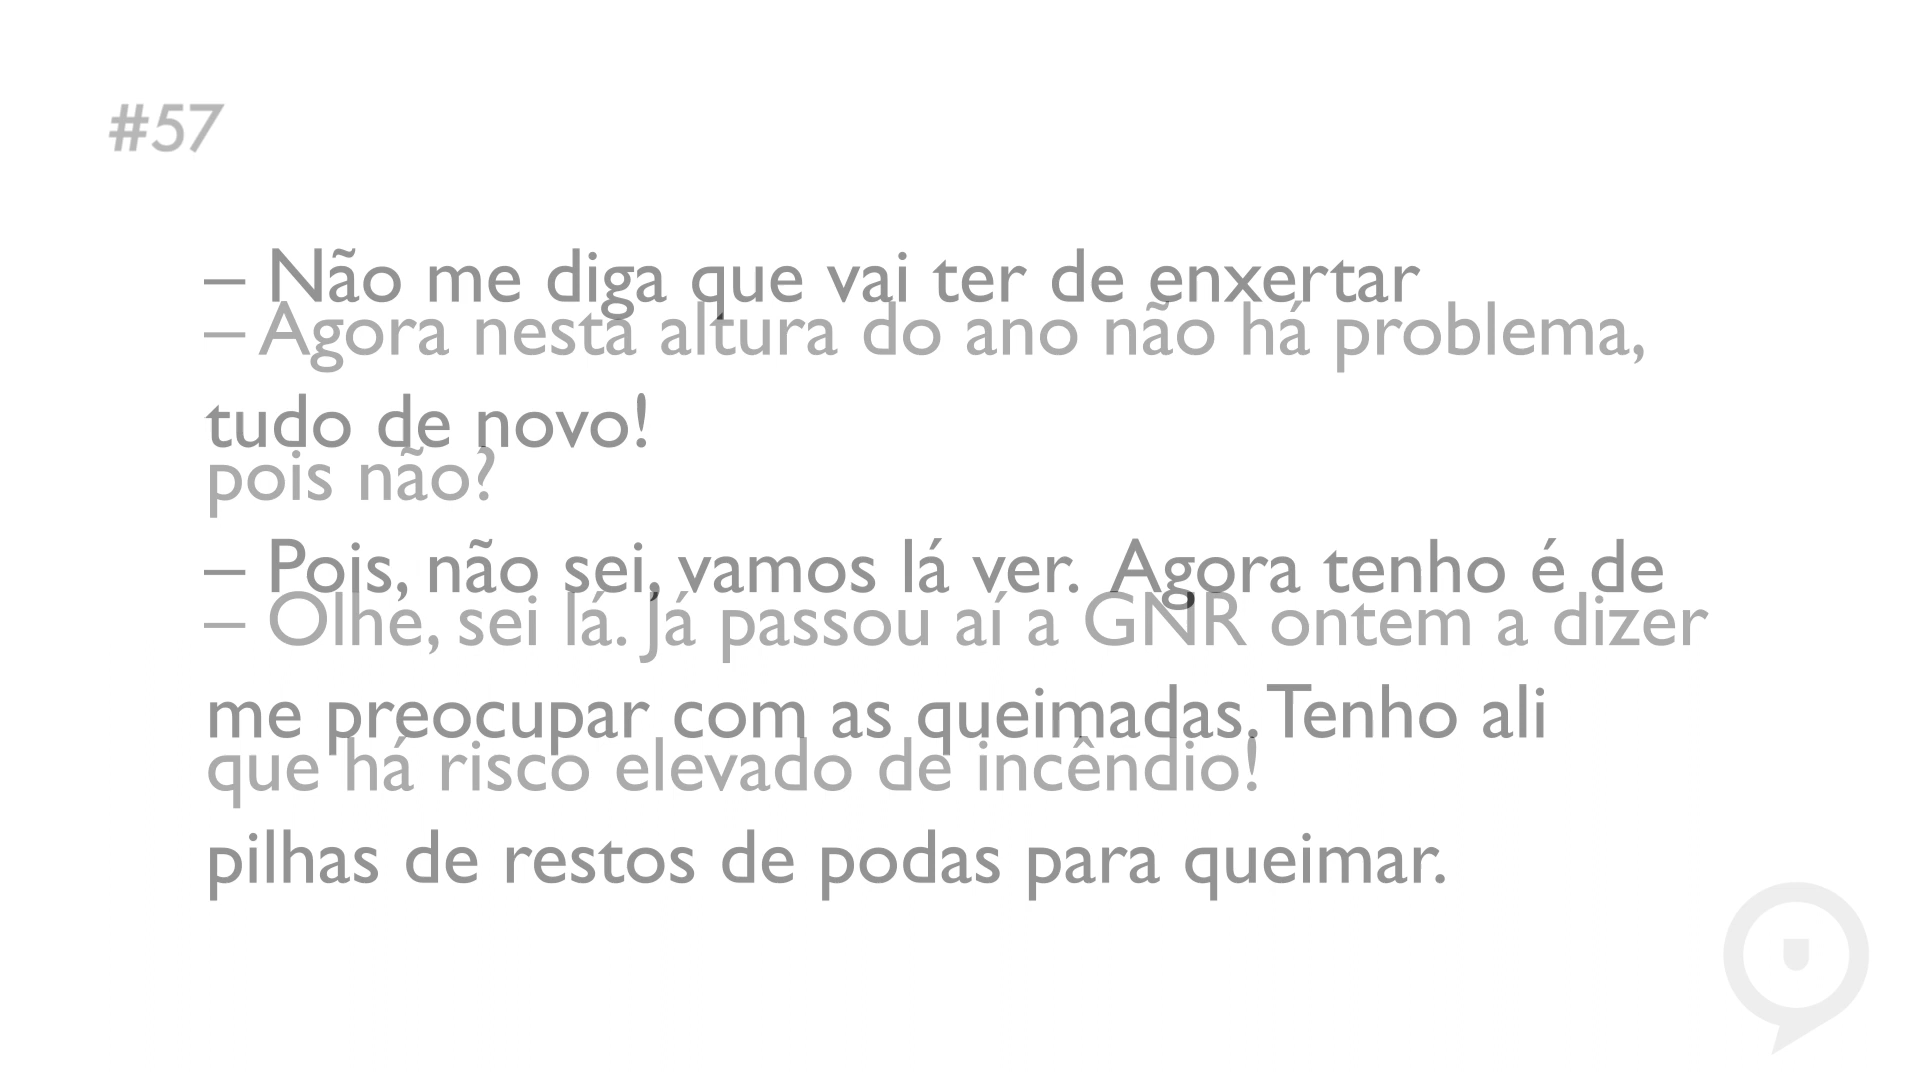 #57
– Não me diga que vai ter de enxertar
tudo de novo!
– Pois, não sei, vamos lá ver. Agora tenho é de
me preocupar com as queimadas. Tenho ali
pilhas de restos de podas para queimar.
– Agora nesta altura do ano não há problema,
pois não?
– Olhe, sei lá. Já passou aí a GNR ontem a dizer
que há risco elevado de incêndio!